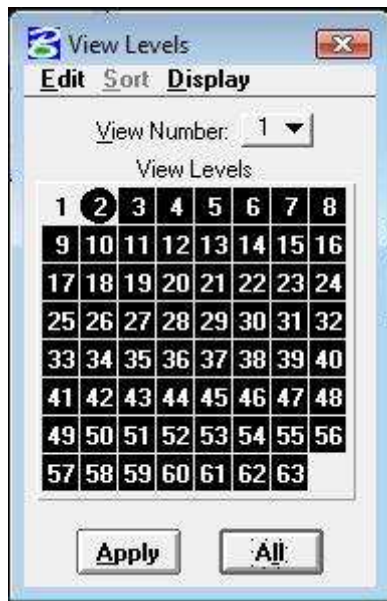 View Levels
Edit Sort Display
View Number: 1
View Levels
1 2 3 4 5 6 7 8
9 10 11 12 13 14 15 16
17 18 19 20 21 22 23 24
25 26 27 28 29 30 31 32
33 34 35 36 37 38 39 40
41 42 43 44 45 46 47 48
49 50 51 52 53 54 55 56
57 58 59 60 61 62 63
Apply All